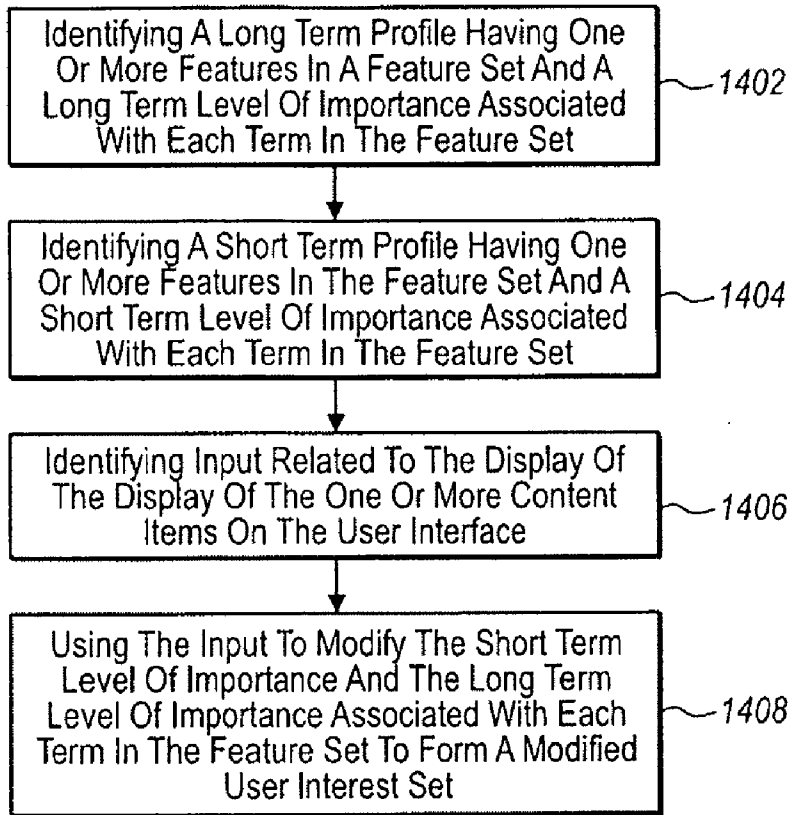 Identifying A Long Term Profile Having One
Or More Features In A Feature Set And A
Long Term Level Of Importance Associated
With Each Term In The Feature Set
1402
Identifying A Short Term Profile Having One
Or More Features In The Feature Set And A
Short Term Level Of Importance Associated
With Each Term In The Feature Set
1404
Identifying Input Related To The Display Of
The Display Of The One Or More Content
Items On The User Interface
1406
Using The Input To Modify The Short Term
Level Of Importance And The Long Term
Level Of Importance Associated With Each
Term In The Feature Set To Form A Modified
User Interest Set
1408